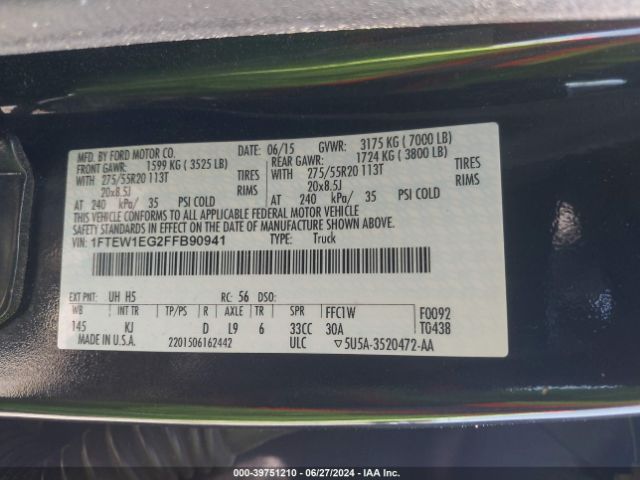 MFD. BY FORD MOTOR CO. DATE: 06/15 GVWR: 3175 KG ( 7000 LB)
FRONT GAWR: 1599 KG ( 3525 LB) REAR GAWR: 1724 KG ( 3800 LB)
WITH 275/55R20 113T TIRES WITH 275/55R20 113T TIRES
20x8.5J RIMS 20x8.5J RIMS
AT 240 kPa/ 35 PSI COLD AT 240 kPa/ 35 PSI COLD
THIS VEHICLE CONFORMS TO ALL APPLICABLE FEDERAL MOTOR VEHICLE
SAFETY STANDARDS IN EFFECT ON THE DATE OF MANUFACTURE SHOWN ABOVE.
VIN: 1FTEW1EG2FFB90941 TYPE: Truck
EXT PNT: UH H5 RC: 56 DSO:
WB INT TR TP/PS R AXLE TR SPR FFC1W F0092
145 KJ D L9 6 33CC 30A T0438
MADE IN U.S.A. 2201506162442 ULC ▽5U5A-3520472-AA
000-39751210 - 06/27/2024 - IAA Inc.